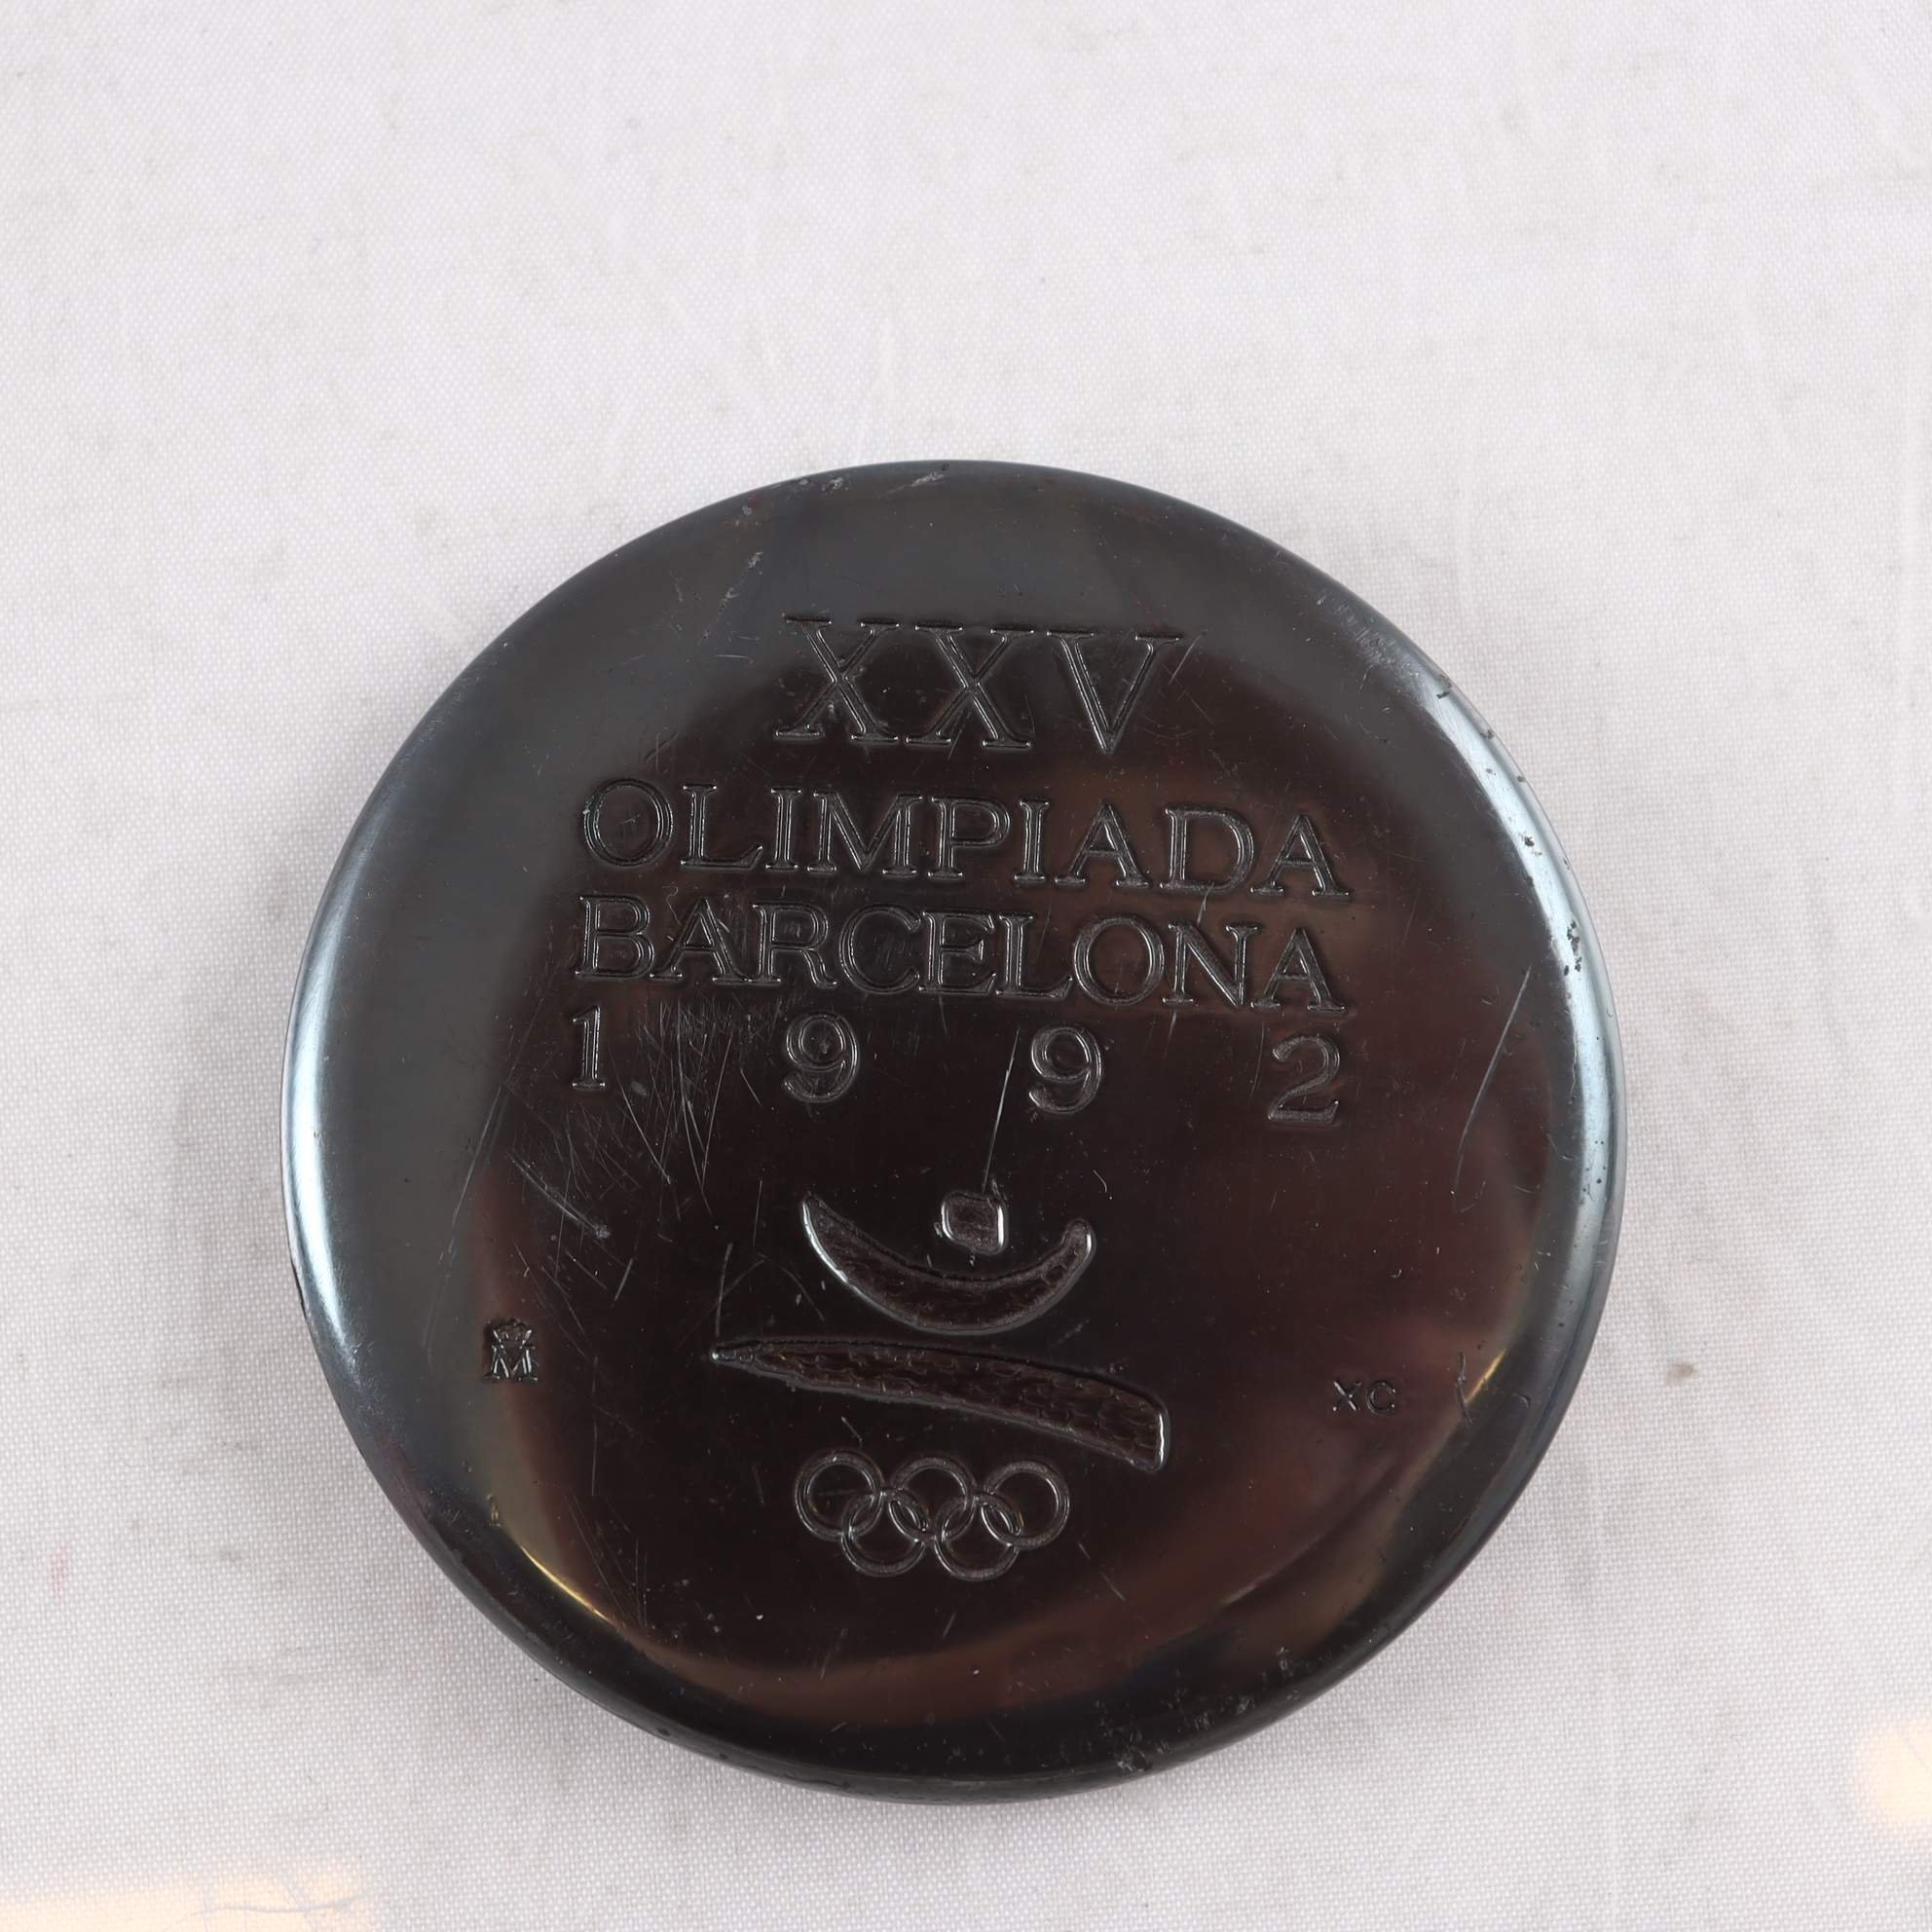 XXV
OLIMPIADA
BARCELONA
1 9 9 2
M
XC